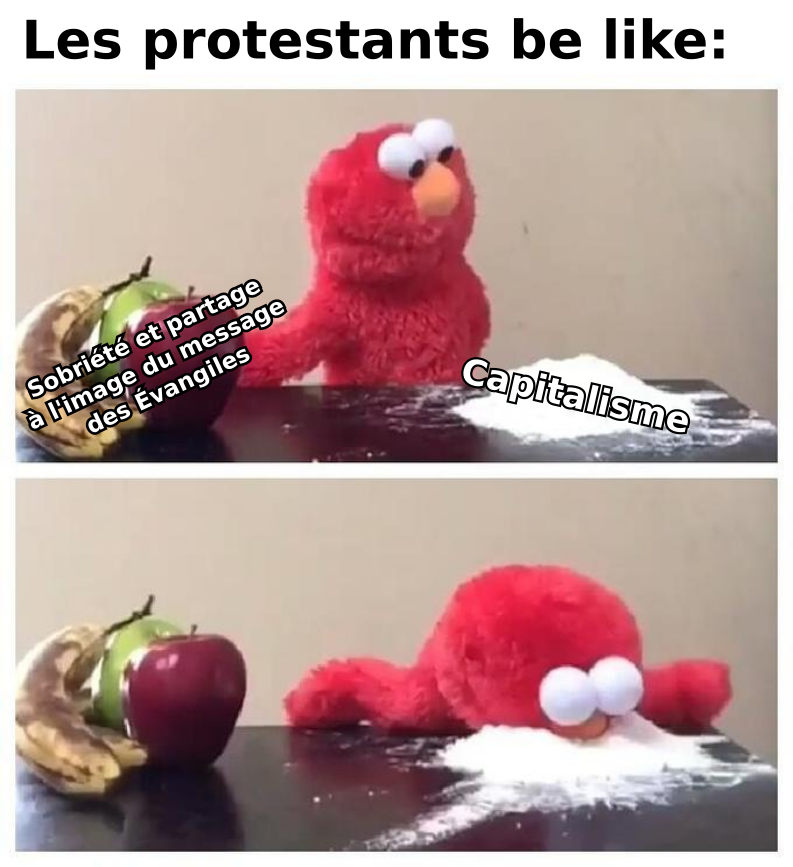 Les protestants be like:
Sobriété et partage
à l'image du message
des Évangiles
Capitalisme